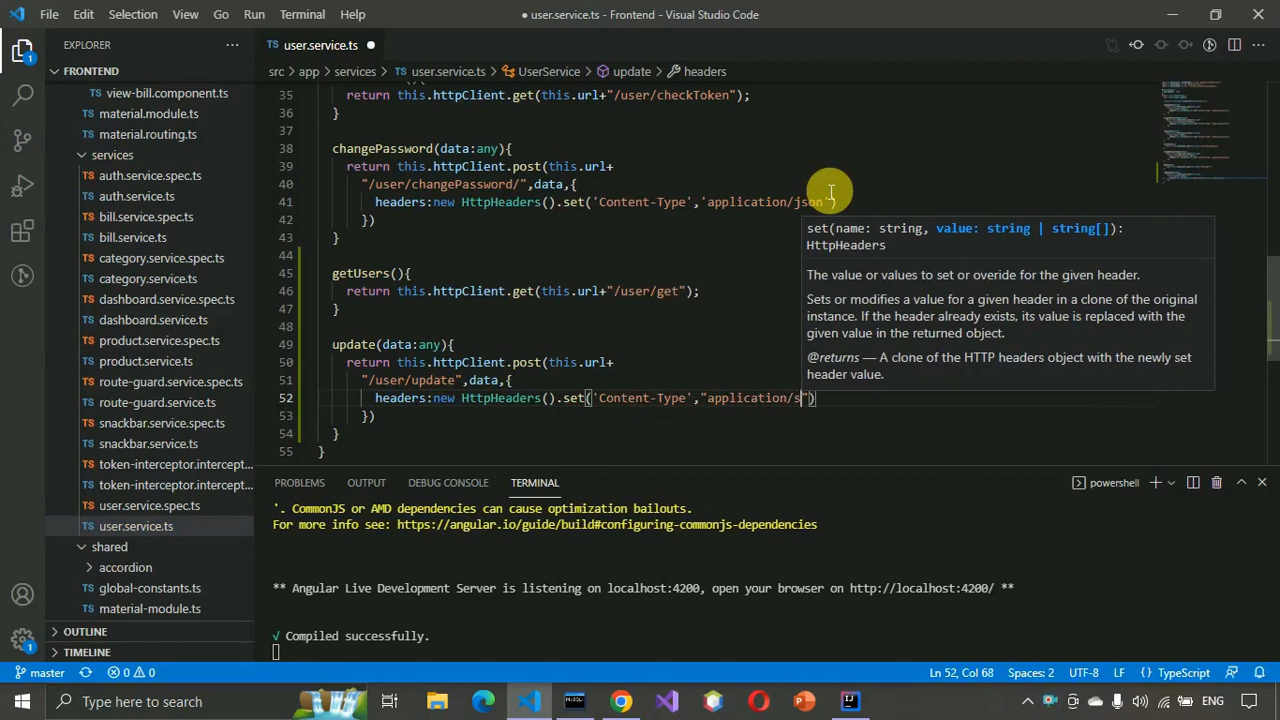 File Edit Selection View Go Run Terminal Help
● user.service.ts - Frontend - Visual Studio Code
EXPLORER
FRONTEND
view-bill.component.ts
material.module.ts
material.routing.ts
services
auth.service.spec.ts
auth.service.ts
bill.service.spec.ts
bill.service.ts
category.service.spec.ts
category.service.ts
dashboard.service.spec.ts
dashboard.service.ts
product.service.spec.ts
product.service.ts
route-guard.service.spec.ts
route-guard.service.ts
snackbar.service.spec.ts
snackbar.service.ts
token-interceptor.intercept...
token-interceptor.intercept...
user.service.spec.ts
user.service.ts
shared
accordion
global-constants.ts
material-module.ts
OUTLINE
TIMELINE
TS user.service.ts ●
src > app > services > TS user.service.ts > UserService > update > headers
35 return this.httpClient.get(this.url+"/user/checkToken");
36 }
37
38 changePassword(data:any){
39 return this.httpClient.post(this.url+
40 "/user/changePassword/",data,{
41 headers:new HttpHeaders().set('Content-Type','application/json')
42 })
43 }
44
45 getUsers(){
46 return this.httpClient.get(this.url+"/user/get");
47 }
48
49 update(data:any){
50 return this.httpClient.post(this.url+
51 "/user/update",data,{
52 headers:new HttpHeaders().set('Content-Type',"application/s")
53 })
54 }
55 }
set(name: string, value: string | string[]):
HttpHeaders
The value or values to set or overide for the given header.
Sets or modifies a value for a given header in a clone of the original
instance. If the header already exists, its value is replaced with the
given value in the returned object.
@returns — A clone of the HTTP headers object with the newly set
header value.
PROBLEMS OUTPUT DEBUG CONSOLE TERMINAL
powershell
'. CommonJS or AMD dependencies can cause optimization bailouts.
For more info see: https://angular.io/guide/build#configuring-commonjs-dependencies
** Angular Live Development Server is listening on localhost:4200, open your browser on http://localhost:4200/ **
√ Compiled successfully.
master 0 0 Ln 52, Col 68 Spaces: 2 UTF-8 LF TypeScript
Type here to search
ENG